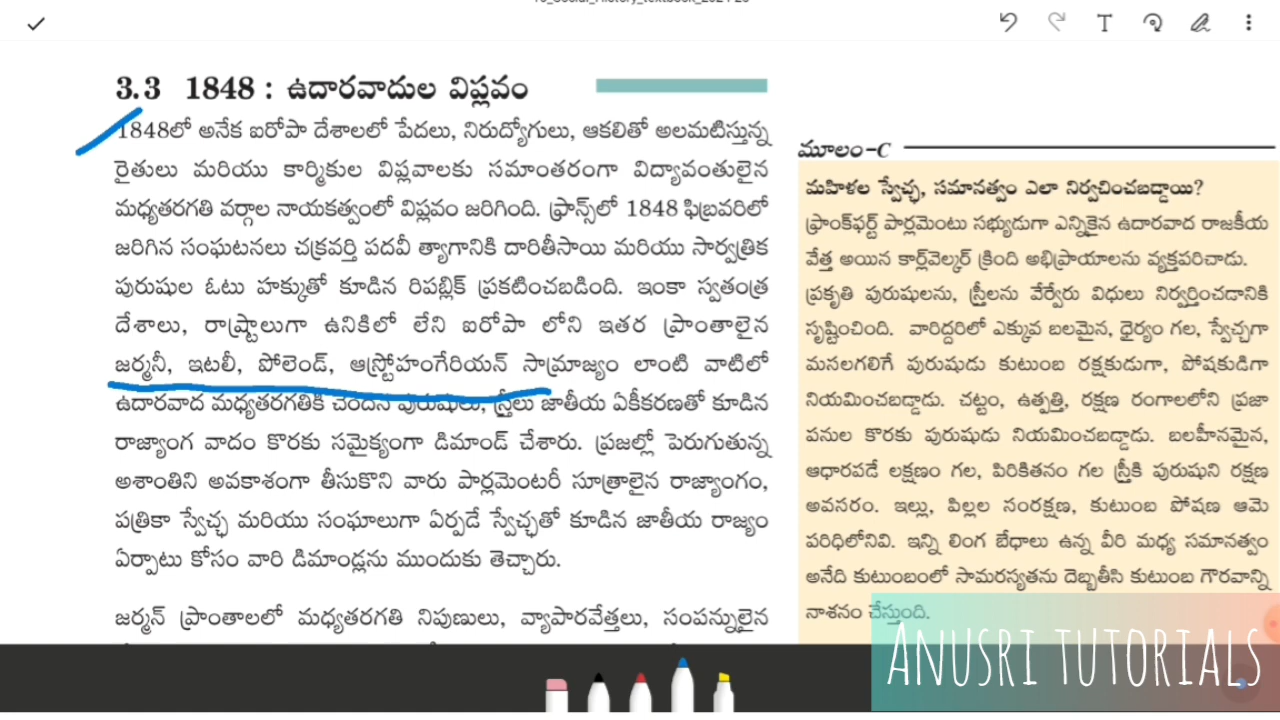 3.3 1848 : ఉదారవాదుల విప్లవం
1848లో అనేక ఐరోపా దేశాలలో పేదలు, నిరుద్యోగులు, ఆకలితో అలమటిస్తున్న
రైతులు మరియు కార్మికుల విప్లవాలకు సమాంతరంగా విద్యావంతులైన
మధ్యతరగతి వర్గాల నాయకత్వంలో విప్లవం జరిగింది. ఫ్రాన్స్‌లో 1848 ఫిబ్రవరిలో
జరిగిన సంఘటనలు చక్రవర్తి పదవీ త్యాగానికి దారితీసాయి మరియు సార్వత్రిక
పురుషుల ఓటు హక్కుతో కూడిన రిపబ్లిక్ ప్రకటించబడింది. ఇంకా స్వతంత్ర
దేశాలు, రాష్ట్రాలుగా ఉనికిలో లేని ఐరోపా లోని ఇతర ప్రాంతాలైన
జర్మనీ, ఇటలీ, పోలెండ్, ఆస్ట్రోహంగేరియన్ సామ్రాజ్యం లాంటి వాటిలో
ఉదారవాద మధ్యతరగతికి చెందిన పురుషులు, స్త్రీలు జాతీయ ఏకీకరణతో కూడిన
రాజ్యాంగ వాదం కొరకు సమైక్యంగా డిమాండ్ చేశారు. ప్రజల్లో పెరుగుతున్న
అశాంతిని అవకాశంగా తీసుకొని వారు పార్లమెంటరీ సూత్రాలైన రాజ్యాంగం,
పత్రికా స్వేచ్ఛ మరియు సంఘాలుగా ఏర్పడే స్వేచ్ఛతో కూడిన జాతీయ రాజ్యం
ఏర్పాటు కోసం వారి డిమాండ్లను ముందుకు తెచ్చారు.
జర్మన్ ప్రాంతాలలో మధ్యతరగతి నిపుణులు, వ్యాపారవేత్తలు, సంపన్నులైన
మూలం-C
మహిళల స్వేచ్ఛ, సమానత్వం ఎలా నిర్వచించబడ్డాయి?
ఫ్రాంక్‌ఫర్ట్ పార్లమెంటు సభ్యుడుగా ఎన్నికైన ఉదారవాద రాజకీయ
వేత్త అయిన కార్ల్‌వెల్కర్ క్రింది అభిప్రాయాలను వ్యక్తపరిచాడు.
ప్రకృతి పురుషులను, స్త్రీలను వేర్వేరు విధులు నిర్వర్తించడానికి
సృష్టించింది. వారిద్దరిలో ఎక్కువ బలమైన, ధైర్యం గల, స్వేచ్ఛగా
మసలగలిగే పురుషుడు కుటుంబ రక్షకుడుగా, పోషకుడిగా
నియమించబడ్డాడు. చట్టం, ఉత్పత్తి, రక్షణ రంగాలలోని ప్రజా
పనుల కొరకు పురుషుడు నియమించబడ్డాడు. బలహీనమైన,
ఆధారపడే లక్షణం గల, పిరికితనం గల స్త్రీకి పురుషుని రక్షణ
అవసరం. ఇల్లు, పిల్లల సంరక్షణ, కుటుంబ పోషణ ఆమె
పరిధిలోనివి. ఇన్ని లింగ బేధాలు ఉన్న వీరి మధ్య సమానత్వం
అనేది కుటుంబంలో సామరస్యతను దెబ్బతీసి కుటుంబ గౌరవాన్ని
నాశనం చేస్తుంది.
ANUSRI TUTORIALS